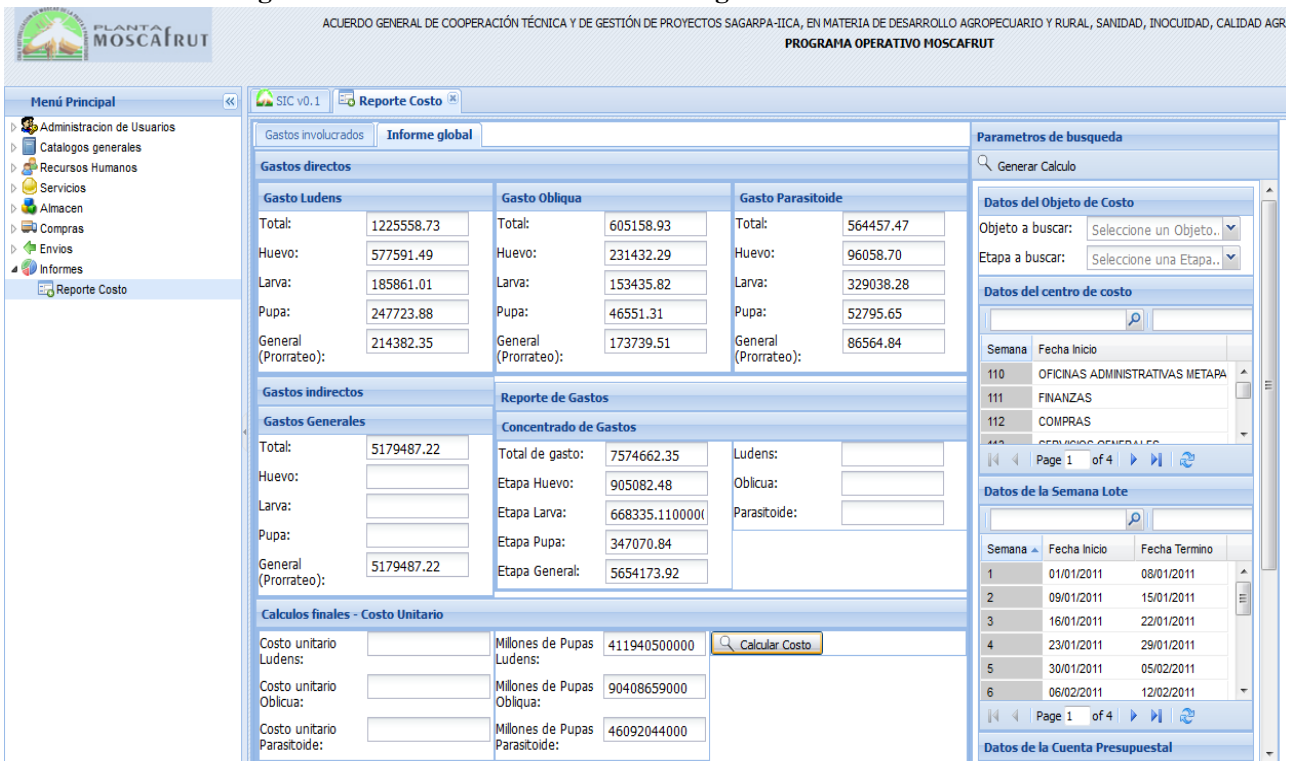 PLANTA
MOSCAFRUT
ACUERDO GENERAL DE COOPERACIÓN TÉCNICA Y DE GESTIÓN DE PROYECTOS SAGARPA-IICA, EN MATERIA DE DESARROLLO AGROPECUARIO Y RURAL, SANIDAD, INOCUIDAD, CALIDAD AGR
PROGRAMA OPERATIVO MOSCAFRUT
Menú Principal
Administracion de Usuarios
Catalogos generales
Recursos Humanos
Servicios
Almacen
Compras
Envios
Informes
Reporte Costo
SIC v0.1 Reporte Costo
Gastos involucrados Informe global
Gastos directos
Gasto Ludens
Total: 1225558.73
Huevo: 577591.49
Larva: 185861.01
Pupa: 247723.88
General (Prorrateo): 214382.35
Gasto Obliqua
Total: 605158.93
Huevo: 231432.29
Larva: 153435.82
Pupa: 46551.31
General (Prorrateo): 173739.51
Gasto Parasitoide
Total: 564457.47
Huevo: 96058.70
Larva: 329038.28
Pupa: 52795.65
General (Prorrateo): 86564.84
Gastos indirectos
Gastos Generales
Total: 5179487.22
Huevo:
Larva:
Pupa:
General (Prorrateo): 5179487.22
Reporte de Gastos
Concentrado de Gastos
Total de gasto: 7574662.35
Etapa Huevo: 905082.48
Etapa Larva: 668335.110000(
Etapa Pupa: 347070.84
Etapa General: 5654173.92
Ludens:
Oblicua:
Parasitoide:
Calculos finales - Costo Unitario
Costo unitario Ludens:
Costo unitario Oblicua:
Costo unitario Parasitoide:
Millones de Pupas Ludens: 411940500000
Millones de Pupas Obliqua: 90408659000
Millones de Pupas Parasitoide: 46092044000
Calcular Costo
Parametros de busqueda
Generar Calculo
Datos del Objeto de Costo
Objeto a buscar: Seleccione un Objeto..
Etapa a buscar: Seleccione una Etapa..
Datos del centro de costo
Semana Fecha Inicio
110 OFICINAS ADMINISTRATIVAS METAPA
111 FINANZAS
112 COMPRAS
113 SERVICIOS GENERALES
Page 1 of 4
Datos de la Semana Lote
Semana Fecha Inicio Fecha Termino
1 01/01/2011 08/01/2011
2 09/01/2011 15/01/2011
3 16/01/2011 22/01/2011
4 23/01/2011 29/01/2011
5 30/01/2011 05/02/2011
6 06/02/2011 12/02/2011
Page 1 of 4
Datos de la Cuenta Presupuestal